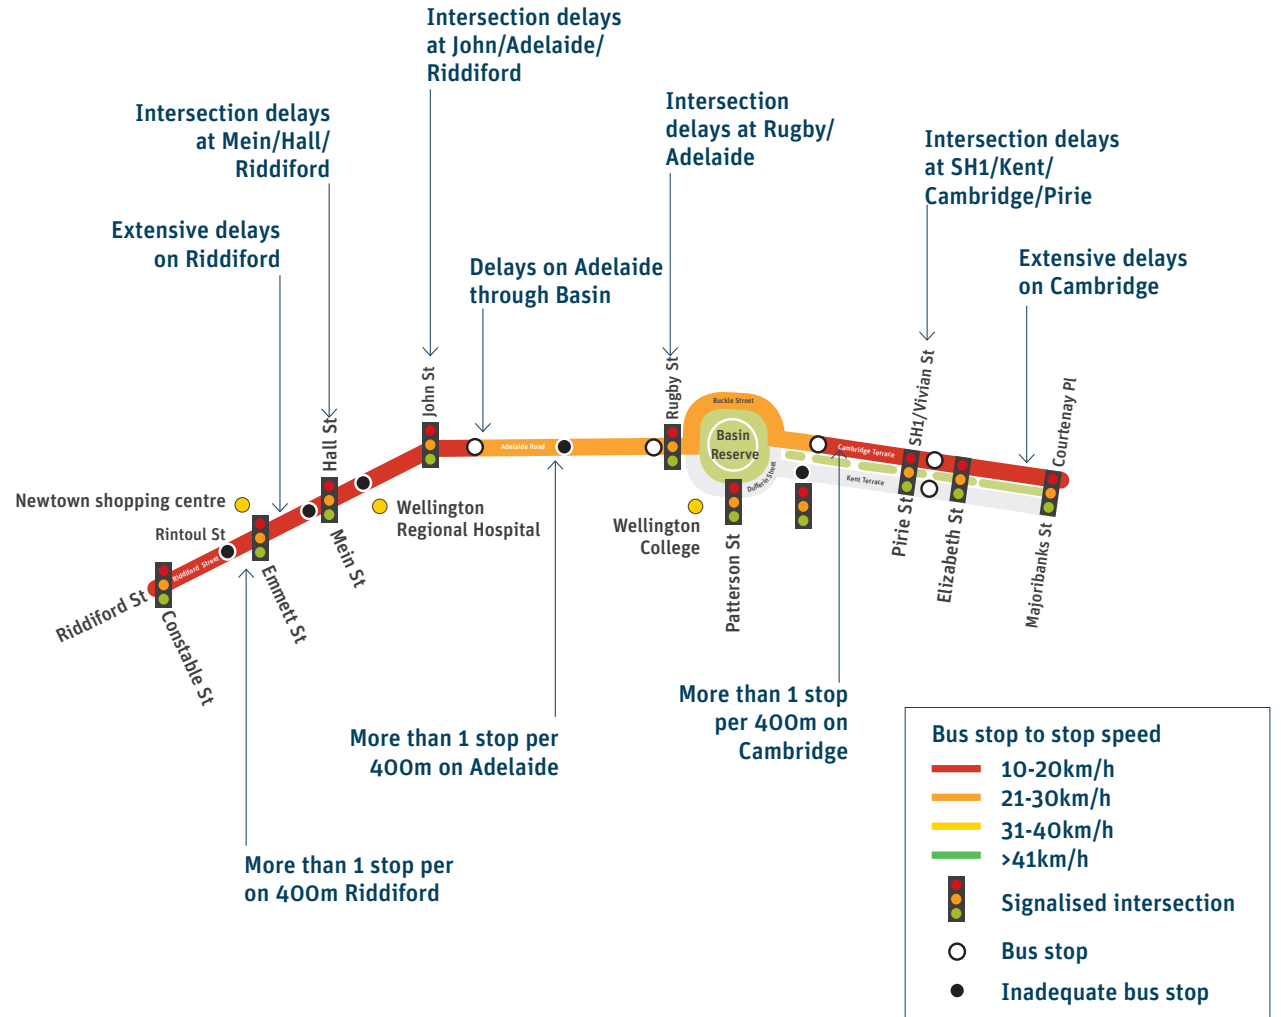 Intersection delays
at John/Adelaide/
Riddiford
Intersection delays
at Mein/Hall/
Riddiford
Intersection
delays at Rugby/
Adelaide
Intersection delays
at SH1/Kent/
Cambridge/Pirie
Extensive delays
on Riddiford
Delays on Adelaide
through Basin
Extensive delays
on Cambridge
John St
Rugby St
SH1/Vivian St
Courtenay Pl
Hall St
Buckle Street
Basin
Reserve
Adelaide Road
Cambridge Terrace
Kent Terrace
Dufferin Street
Newtown shopping centre
Wellington
Regional Hospital
Wellington
College
Rintoul St
Riddiford Street
Riddiford St
Constable St
Emmett St
Mein St
Patterson St
Pirie St
Elizabeth St
Majoribanks St
More than 1 stop
per 400m on
Cambridge
More than 1 stop per
400m on Adelaide
More than 1 stop per
on 400m Riddiford
Bus stop to stop speed
10-20km/h
21-30km/h
31-40km/h
>41km/h
Signalised intersection
Bus stop
Inadequate bus stop